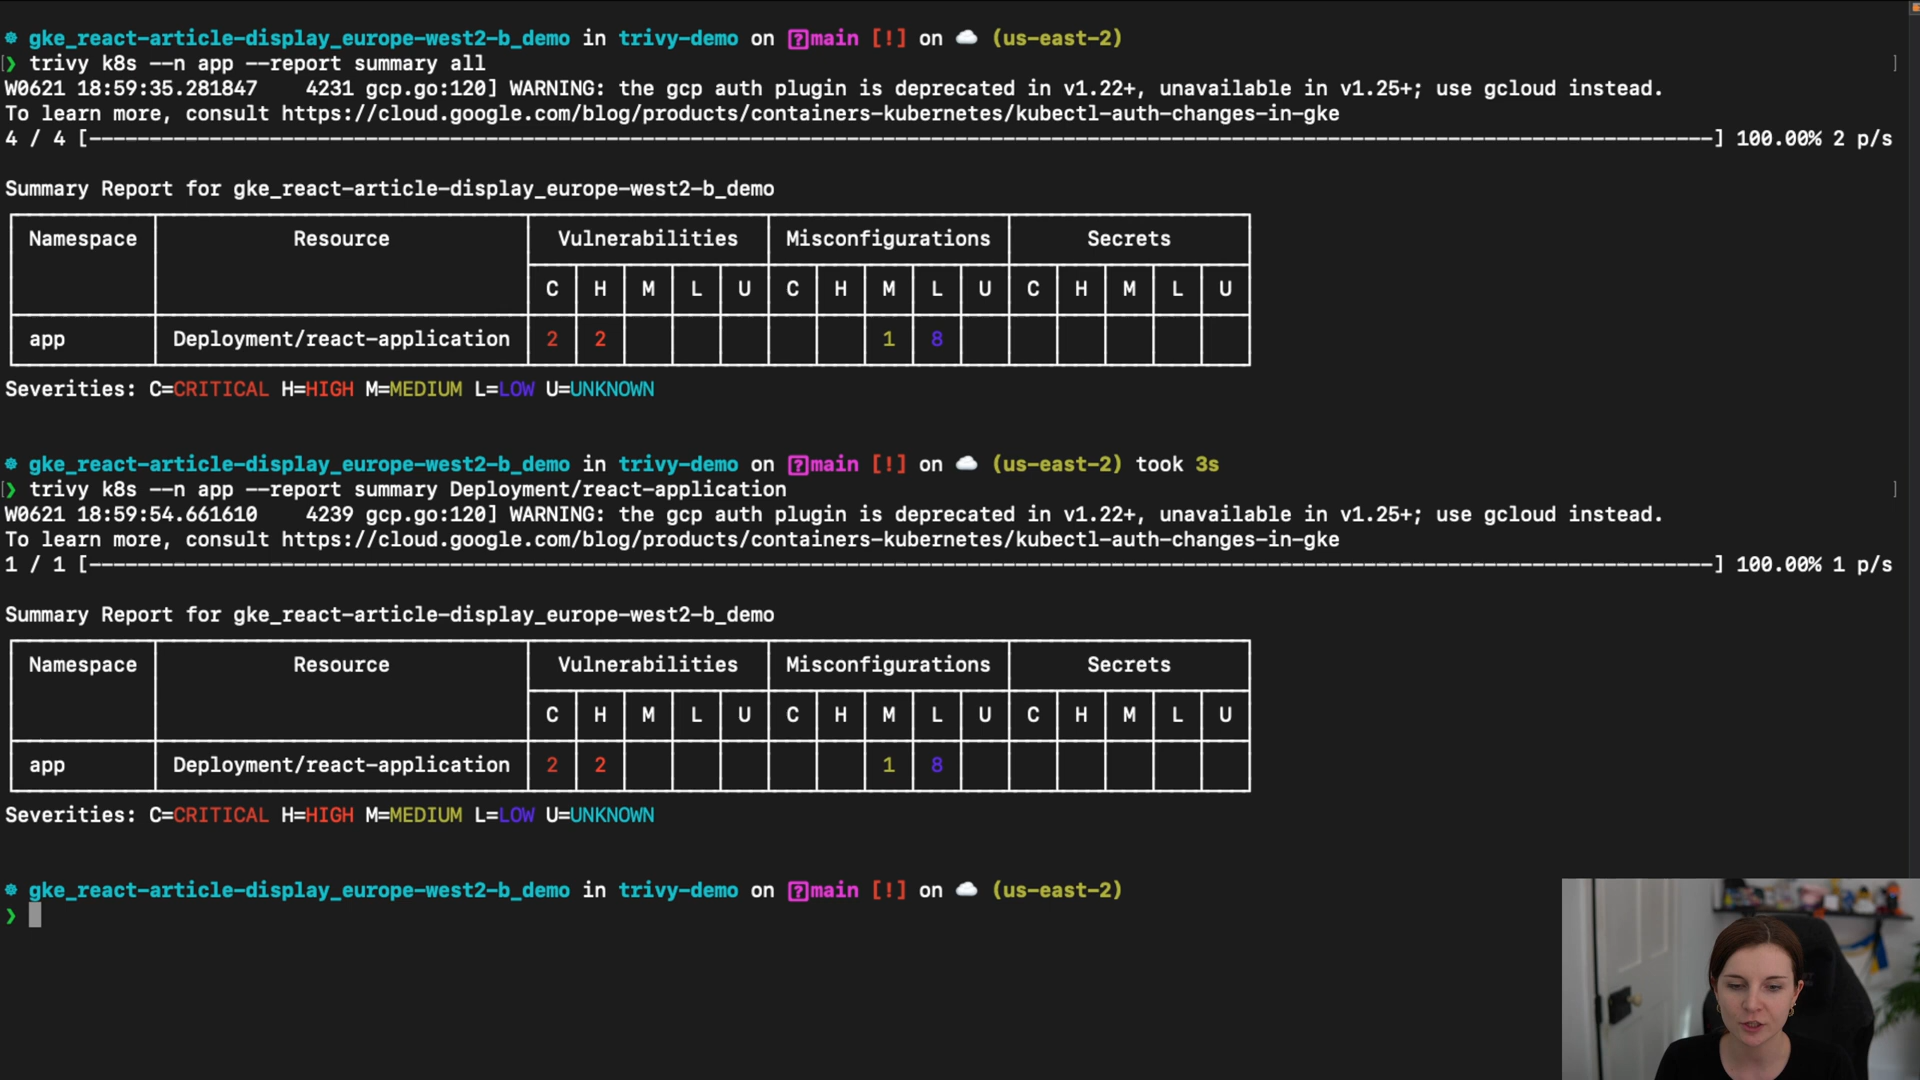 gke_react-article-display_europe-west2-b_demo in trivy-demo on main [!] on (us-east-2)
❯ trivy k8s --n app --report summary all
W0621 18:59:35.281847 4231 gcp.go:120] WARNING: the gcp auth plugin is deprecated in v1.22+, unavailable in v1.25+; use gcloud instead.
To learn more, consult https://cloud.google.com/blog/products/containers-kubernetes/kubectl-auth-changes-in-gke
4 / 4 [----------------------------------------] 100.00% 2 p/s
Summary Report for gke_react-article-display_europe-west2-b_demo
Namespace Resource Vulnerabilities Misconfigurations Secrets
C H M L U C H M L U C H M L U
app Deployment/react-application 2 2 1 8
Severities: C=CRITICAL H=HIGH M=MEDIUM L=LOW U=UNKNOWN
gke_react-article-display_europe-west2-b_demo in trivy-demo on main [!] on (us-east-2) took 3s
❯ trivy k8s --n app --report summary Deployment/react-application
W0621 18:59:54.661610 4239 gcp.go:120] WARNING: the gcp auth plugin is deprecated in v1.22+, unavailable in v1.25+; use gcloud instead.
To learn more, consult https://cloud.google.com/blog/products/containers-kubernetes/kubectl-auth-changes-in-gke
1 / 1 [----------------------------------------] 100.00% 1 p/s
Summary Report for gke_react-article-display_europe-west2-b_demo
Namespace Resource Vulnerabilities Misconfigurations Secrets
C H M L U C H M L U C H M L U
app Deployment/react-application 2 2 1 8
Severities: C=CRITICAL H=HIGH M=MEDIUM L=LOW U=UNKNOWN
gke_react-article-display_europe-west2-b_demo in trivy-demo on main [!] on (us-east-2)
❯